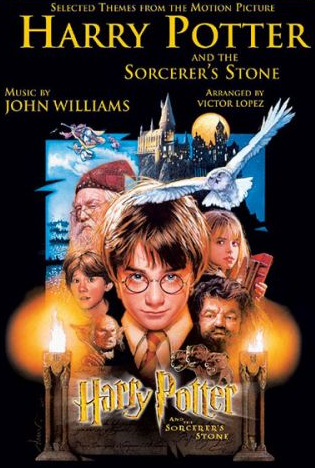 SELECTED THEMES FROM THE MOTION PICTURE
HARRY POTTER
AND THE
SORCERER'S STONE
MUSIC BY
JOHN WILLIAMS
ARRANGED BY
VICTOR LOPEZ
Harry Potter
AND THE
SORCERER'S STONE